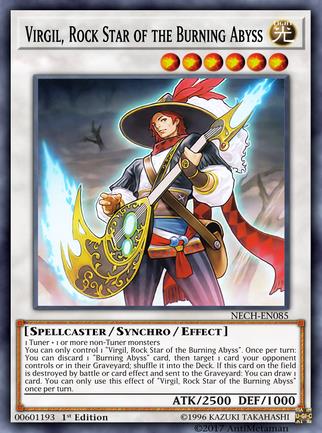 Virgil, Rock Star of the Burning Abyss
光
NECH-EN085
[Spellcaster / Synchro / Effect]
1 Tuner + 1 or more non-Tuner monsters
You can only control 1 "Virgil, Rock Star of the Burning Abyss". Once per turn:
You can discard 1 "Burning Abyss" card, then target 1 card your opponent
controls or in their Graveyard; shuffle it into the Deck. If this card on the field
is destroyed by battle or card effect and sent to the Graveyard: You can draw 1
card. You can only use this effect of "Virgil, Rock Star of the Burning Abyss"
once per turn.
ATK/2500 DEF/1000
00601193 1st Edition
©1996 KAZUKI TAKAHASHI
©2017 AntiMetaman